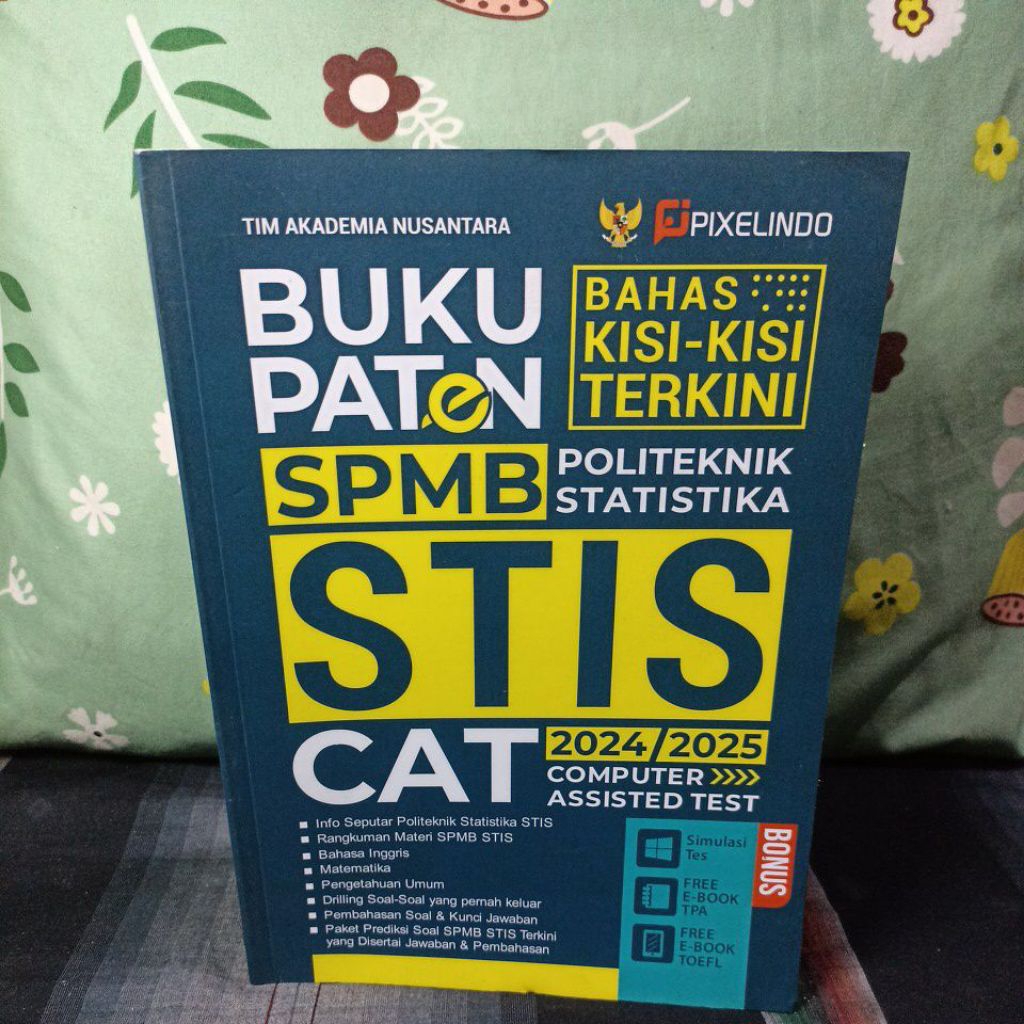 TIM AKADEMIA NUSANTARA
PIXELINDO
BUKU
PATeN
BAHAS
KISI-KISI
TERKINI
SPMB
POLITEKNIK
STATISTIKA
STIS
CAT
2024/2025
COMPUTER
ASSISTED TEST
Info Seputar Politeknik Statistika STIS
Rangkuman Materi SPMB STIS
Bahasa Inggris
Matematika
Pengetahuan Umum
Drilling Soal-Soal yang pernah keluar
Pembahasan Soal & Kunci Jawaban
Paket Prediksi Soal SPMB STIS Terkini
yang Disertai Jawaban & Pembahasan
BONUS
Simulasi
Tes
FREE
E-BOOK
TPA
FREE
E-BOOK
TOEFL